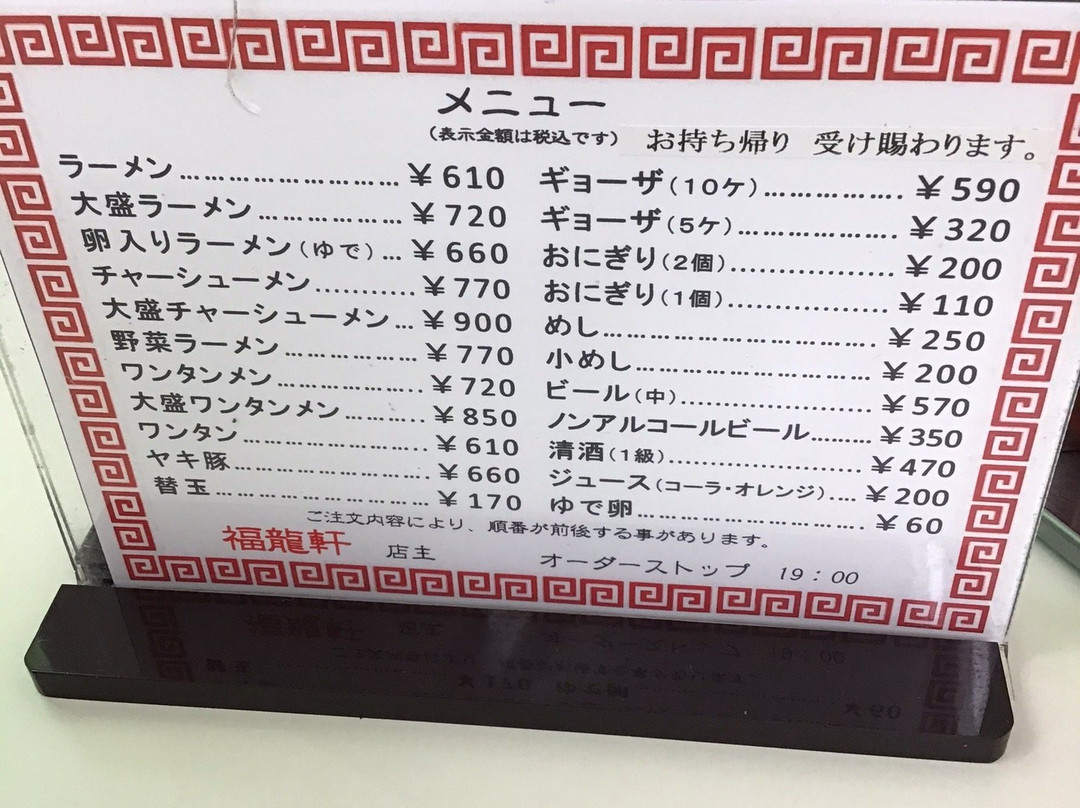 メニュー
(表示金額は税込です) お持ち帰り 受け賜わります。
ラーメン……………………¥610
大盛ラーメン……………¥720
卵入りラーメン(ゆで)…¥660
チャーシューメン…………¥770
大盛チャーシューメン…¥900
野菜ラーメン……………¥770
ワンタンメン……………¥720
大盛ワンタンメン………¥850
ワンタン…………………¥610
ヤキ豚……………………¥660
替玉………………………¥170
ギョーザ(10ケ)……………¥590
ギョーザ(5ケ)………………¥320
おにぎり(2個)………………¥200
おにぎり(1個)………………¥110
めし…………………………¥250
小めし………………………¥200
ビール(中)…………………¥570
ノンアルコールビール………¥350
清酒(1級)……………………¥470
ジュース(コーラ・オレンジ)…¥200
ゆで卵………………………¥60
ご注文内容により、順番が前後する事があります。
福龍軒 店主 オーダーストップ 19:00